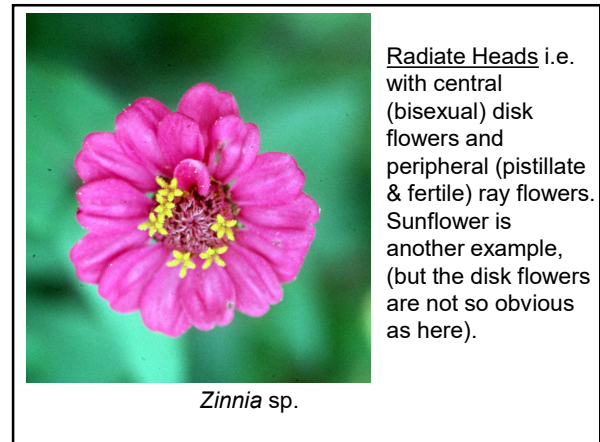 Radiate Heads i.e.
with central
(bisexual) disk
flowers and
peripheral (pistillate
& fertile) ray flowers.
Sunflower is
another example,
(but the disk flowers
are not so obvious
as here).
Zinnia sp.